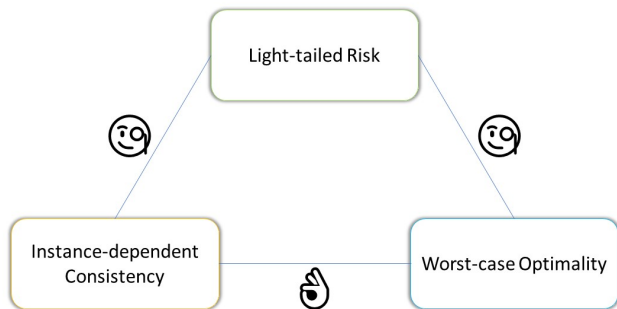 Light-tailed Risk
Instance-dependent
Consistency
Worst-case Optimality